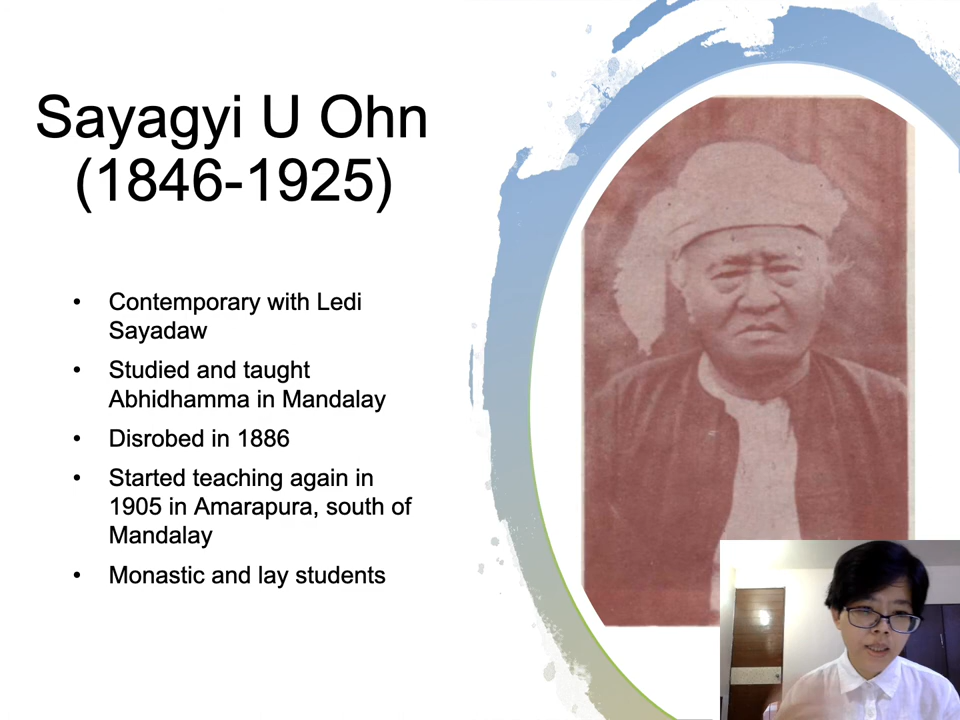 Sayagyi U Ohn
(1846-1925)
• Contemporary with Ledi
Sayadaw
• Studied and taught
Abhidhamma in Mandalay
• Disrobed in 1886
• Started teaching again in
1905 in Amarapura, south of
Mandalay
• Monastic and lay students